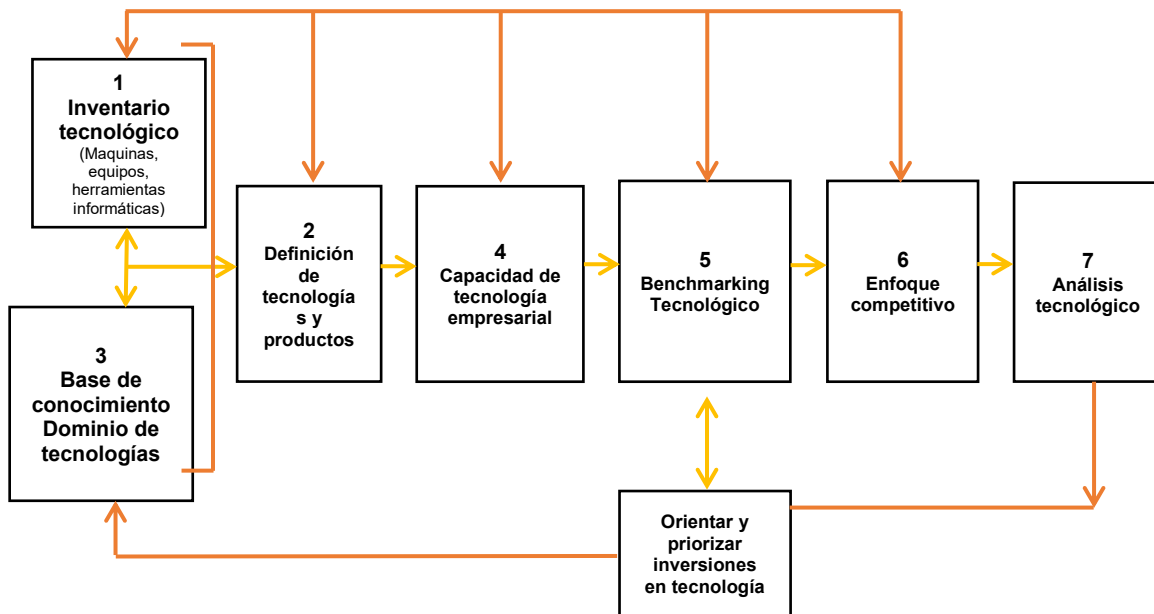 1
Inventario
tecnológico
(Maquinas,
equipos,
herramientas
informáticas)
2
Definición
de
tecnología
s y
productos
3
Base de
conocimiento
Dominio de
tecnologías
4
Capacidad de
tecnología
empresarial
5
Benchmarking
Tecnológico
6
Enfoque
competitivo
7
Análisis
tecnológico
Orientar y
priorizar
inversiones
en tecnología